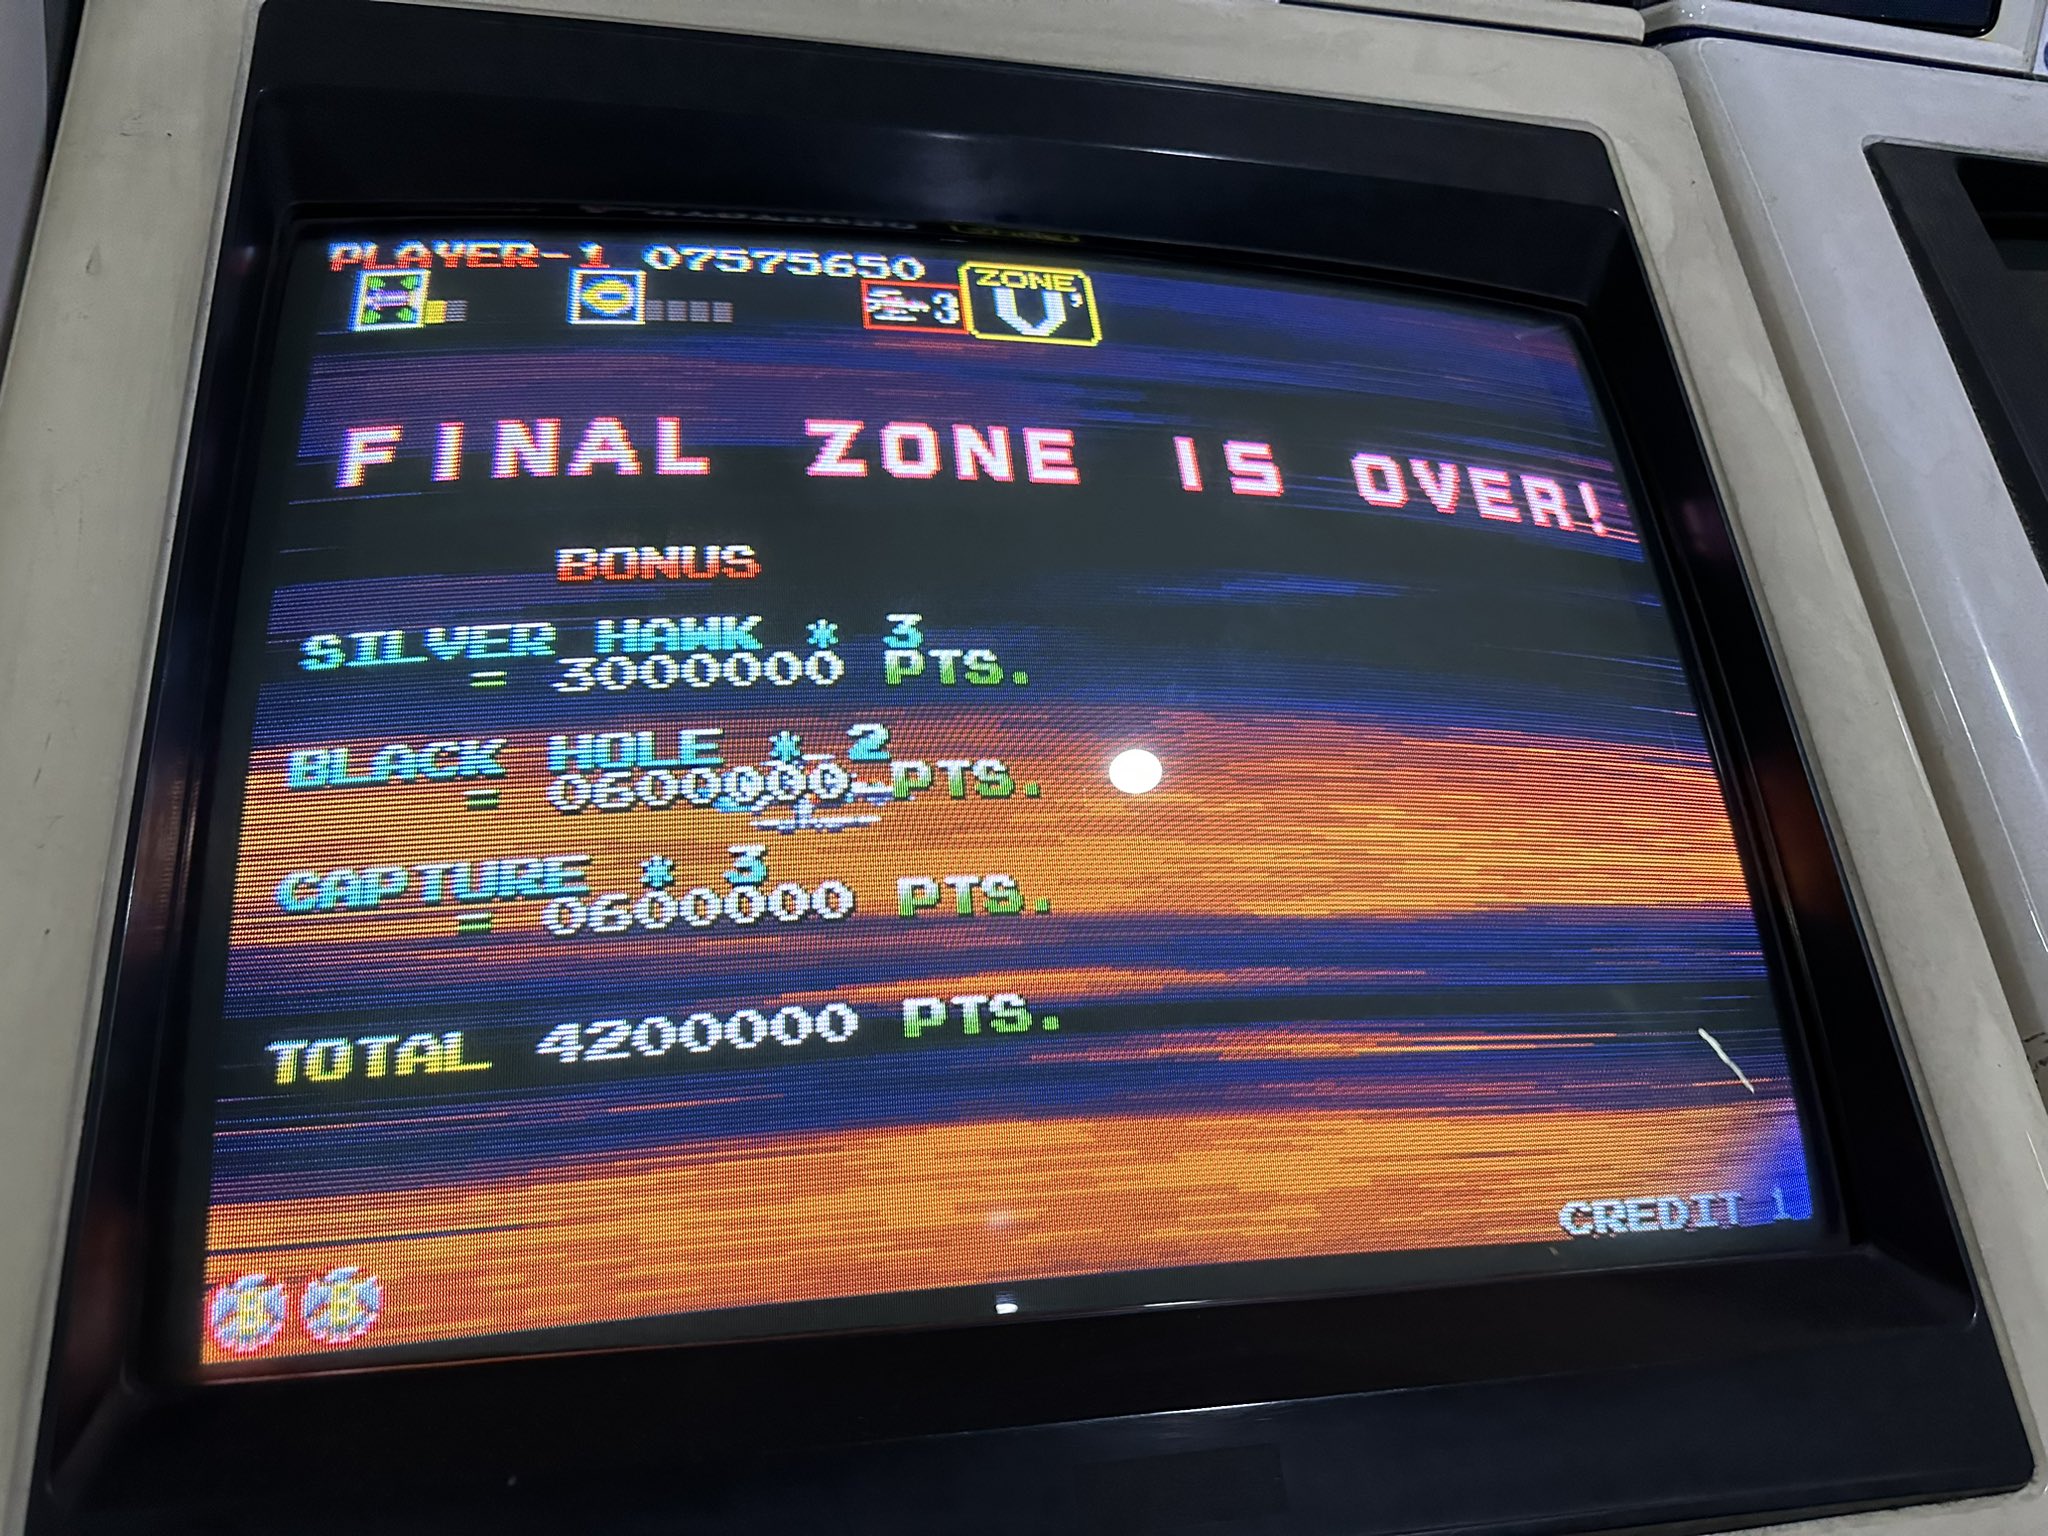 PLAYER-1 07575650
3
ZONE
V'
FINAL ZONE IS OVER!
BONUS
SILVER HAWK * 3
= 3000000 PTS.
BLACK HOLE * 2
= 0600000 PTS.
CAPTURE * 3
= 0600000 PTS.
TOTAL 4200000 PTS.
CREDIT 1
B B